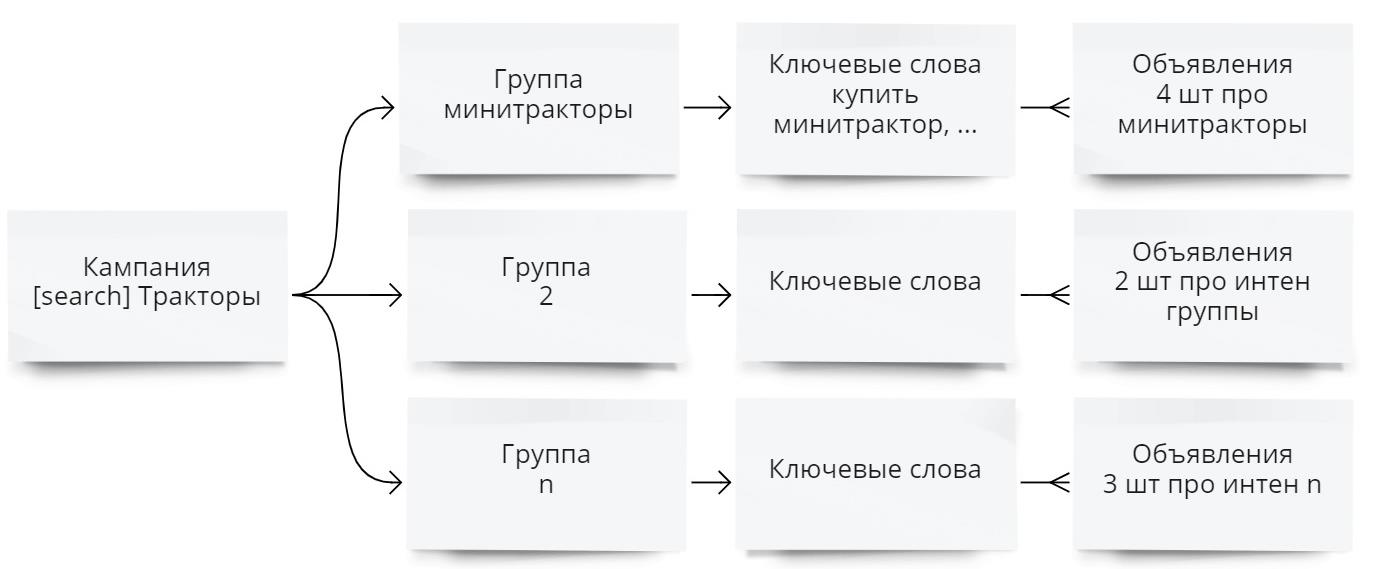 Группа
минитракторы
Ключевые слова
купить
минитрактор, ...
Объявления
4 шт про
минитракторы
Кампания
[search] Тракторы
Группа
2
Ключевые слова
Объявления
2 шт про интен
группы
Группа
n
Ключевые слова
Объявления
3 шт про интен n